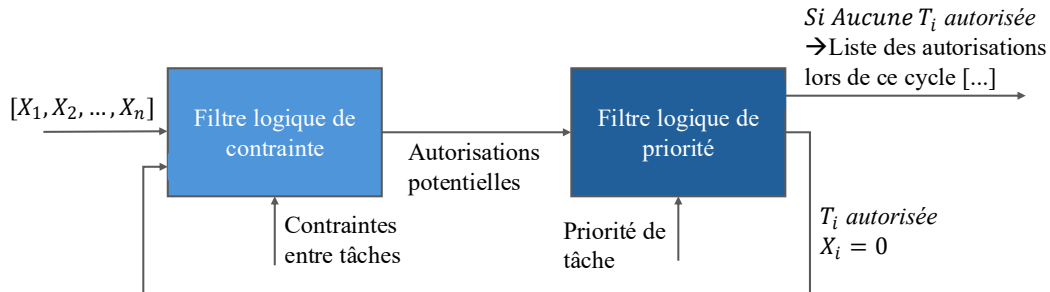 Si Aucune T_i autorisée
→Liste des autorisations
lors de ce cycle [...]
[X_1, X_2, ..., X_n]
Filtre logique de
contrainte
Filtre logique de
priorité
Autorisations
potentielles
Contraintes
entre tâches
Priorité de
tâche
T_i autorisée
X_i = 0